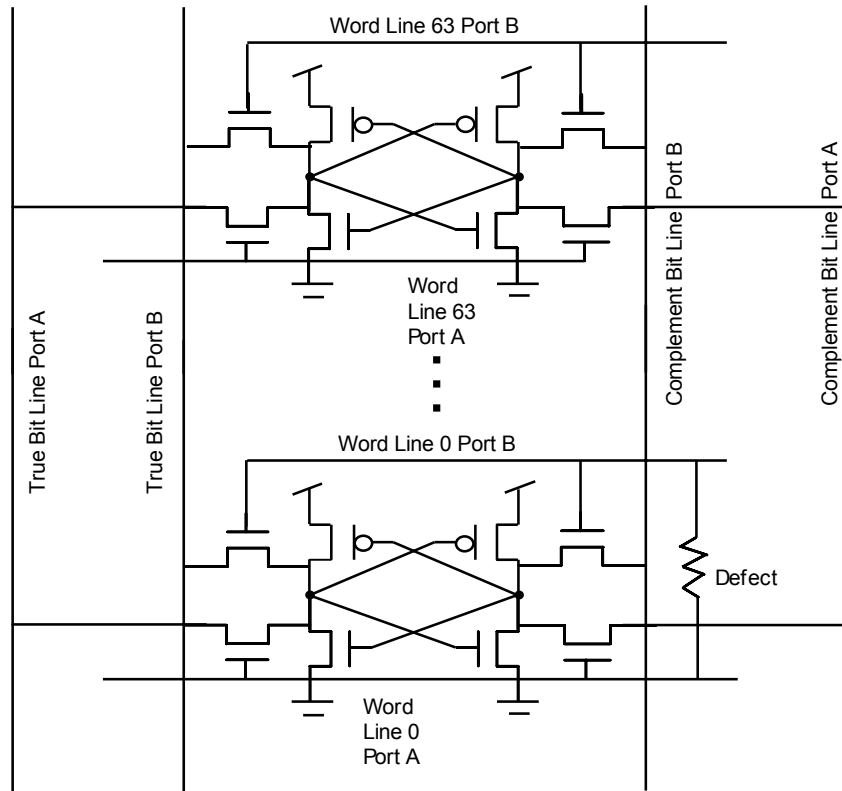 Word Line 63 Port B
True Bit Line Port A
True Bit Line Port B
Complement Bit Line Port B
Complement Bit Line Port A
Word
Line 63
Port A
Word Line 0 Port B
Defect
Word
Line 0
Port A